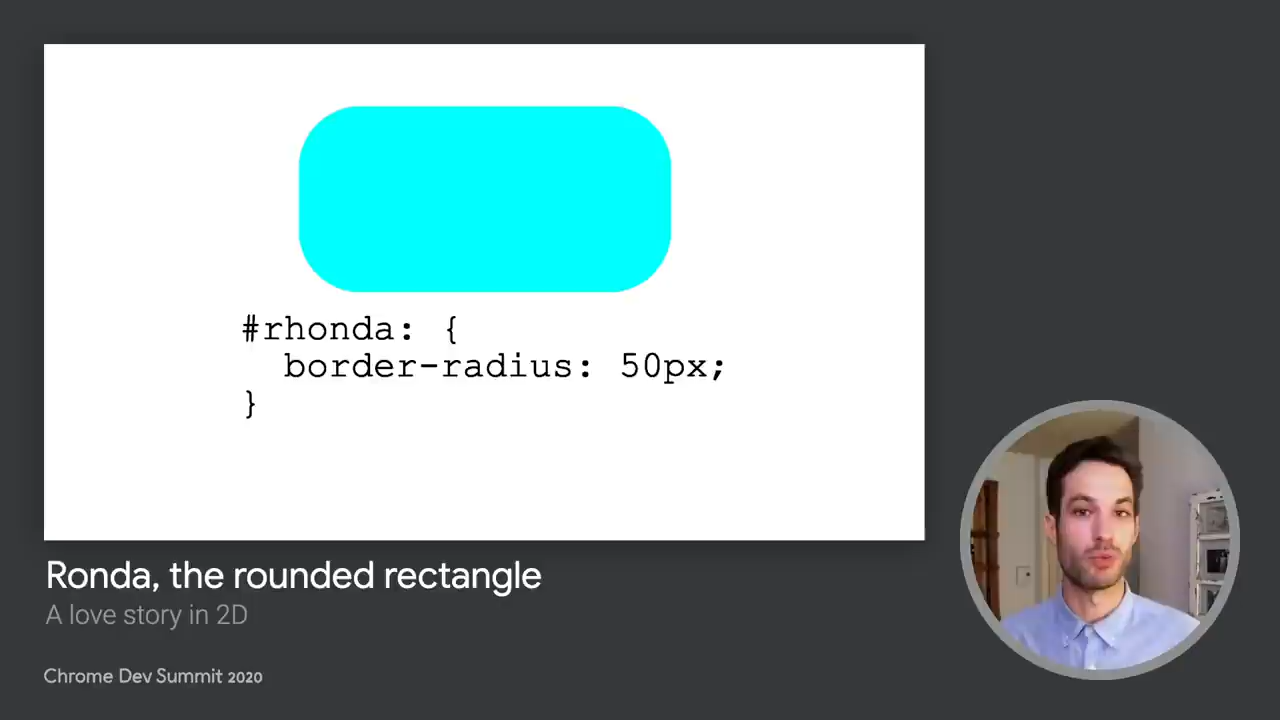 #rhonda: {
  border-radius: 50px;
}
Ronda, the rounded rectangle
A love story in 2D
Chrome Dev Summit 2020